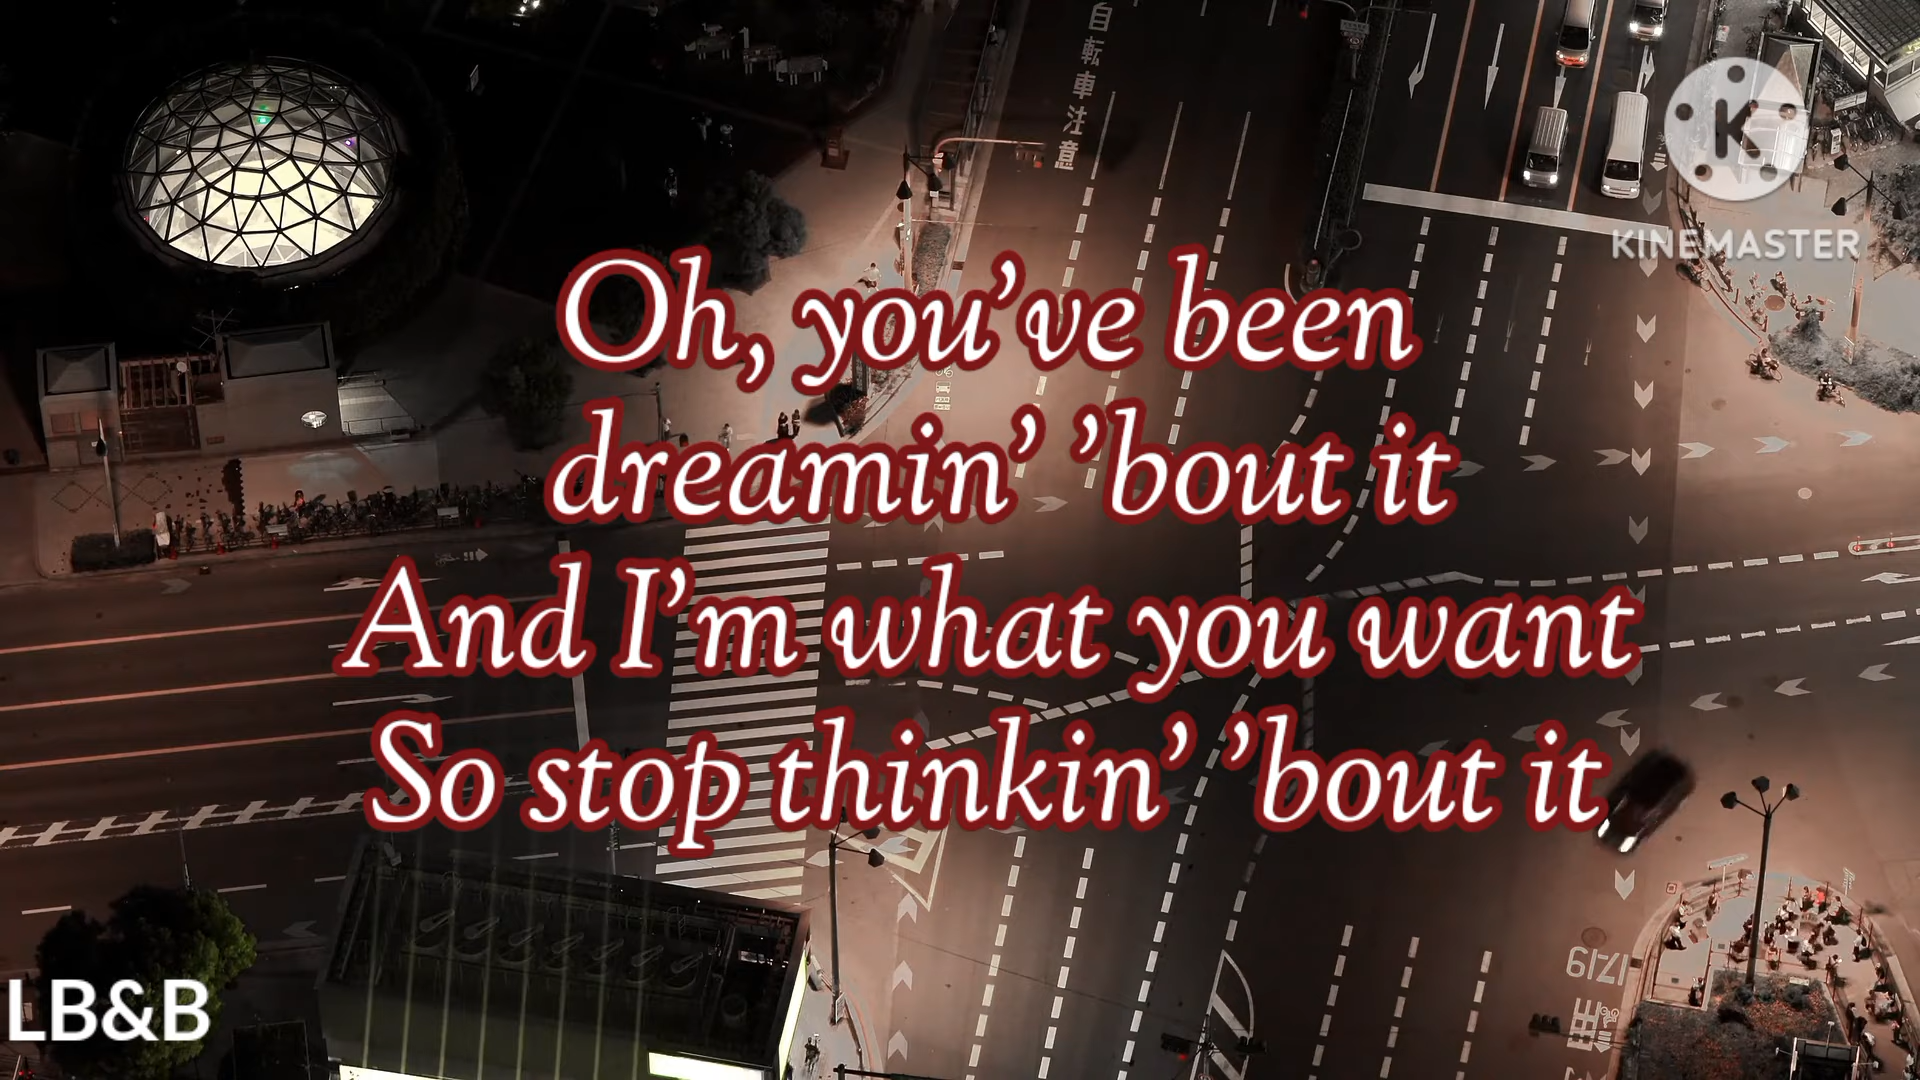 自転車注意
K
KINEMASTER
Oh, you’ve been
dreamin’ ’bout it
And I’m what you want
So stop thinkin’ ’bout it
LB&B